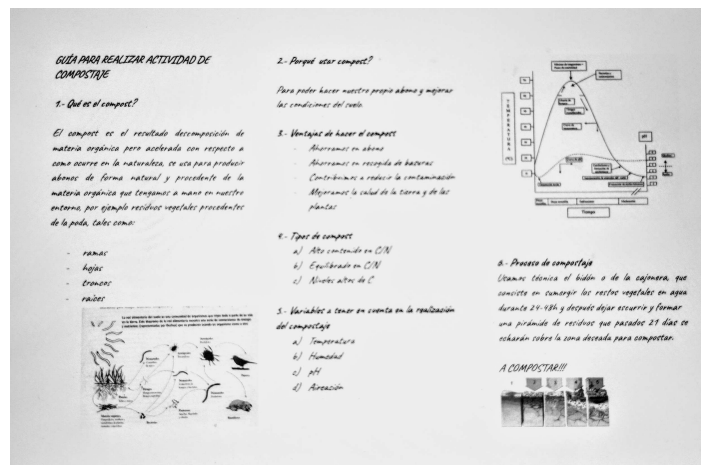 GUÍA PARA REALIZAR ACTIVIDAD DE
COMPOSTAJE
1.- Qué es el compost?
El compost es el resultado descomposición de
materia orgánica pero acelerada con respecto a
como ocurre en la naturaleza, se usa para producir
abonos de forma natural y procedente de la
materia orgánica que tengamos a mano en nuestro
entorno, por ejemplo residuos vegetales procedentes
de la poda, tales como:
- ramas
- hojas
- troncos
- raíces
2.- Porqué usar compost?
Para poder hacer nuestro propio abono y mejorar
las condiciones del suelo.
3.- Ventajas de hacer el compost
- Ahorramos en abono
- Ahorramos en recogida de basuras
- Contribuimos a reducir la contaminación
- Mejoramos la salud de la tierra y de las
plantas
4.- Tipos de compost
a) Alto contenido en C/N
b) Equilibrado en C/N
c) Niveles altos de C
5.- Variables a tener en cuenta en la realización
del compostaje
a) Temperatura
b) Humedad
c) pH
d) Aireación
TEMPERATURA
(ºC)
pH
Tiempo
6.- Proceso de compostaje
Usamos técnica el bidón o de la cajonera, que
consiste en sumergir los restos vegetales en agua
durante 24-48h y después dejar escurrir y formar
una pirámide de residuos que pasados 21 días se
echarán sobre la zona deseada para compostar.
A COMPOSTAR!!!